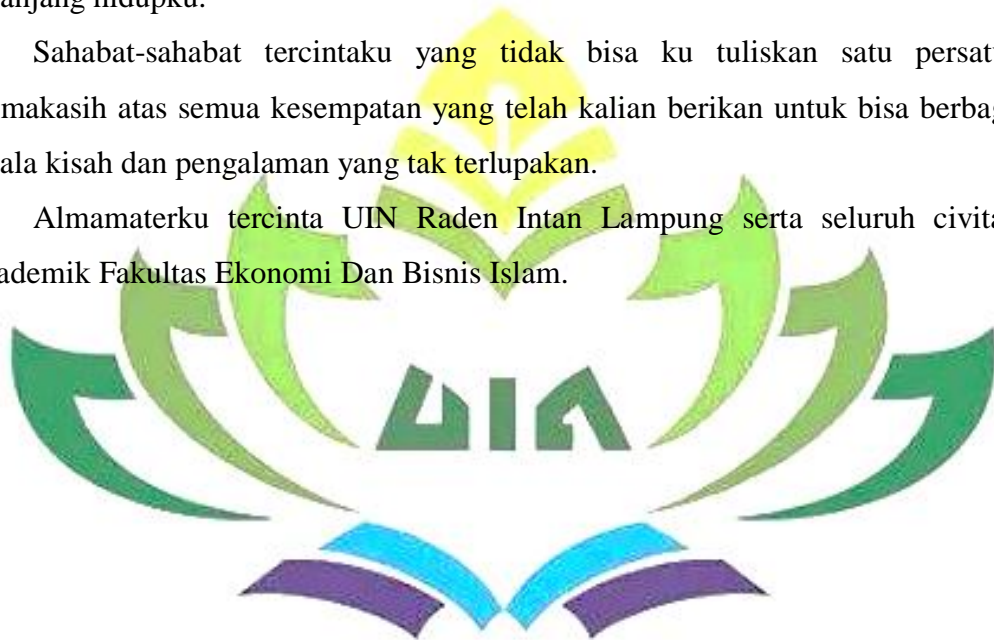 anjang hidupku.
Sahabat-sahabat tercintaku yang tidak bisa ku tuliskan satu persat
makasih atas semua kesempatan yang telah kalian berikan untuk bisa berbag
ala kisah dan pengalaman yang tak terlupakan.
Almamaterku tercinta UIN Raden Intan Lampung serta seluruh civita
ademik Fakultas Ekonomi Dan Bisnis Islam.
UIN